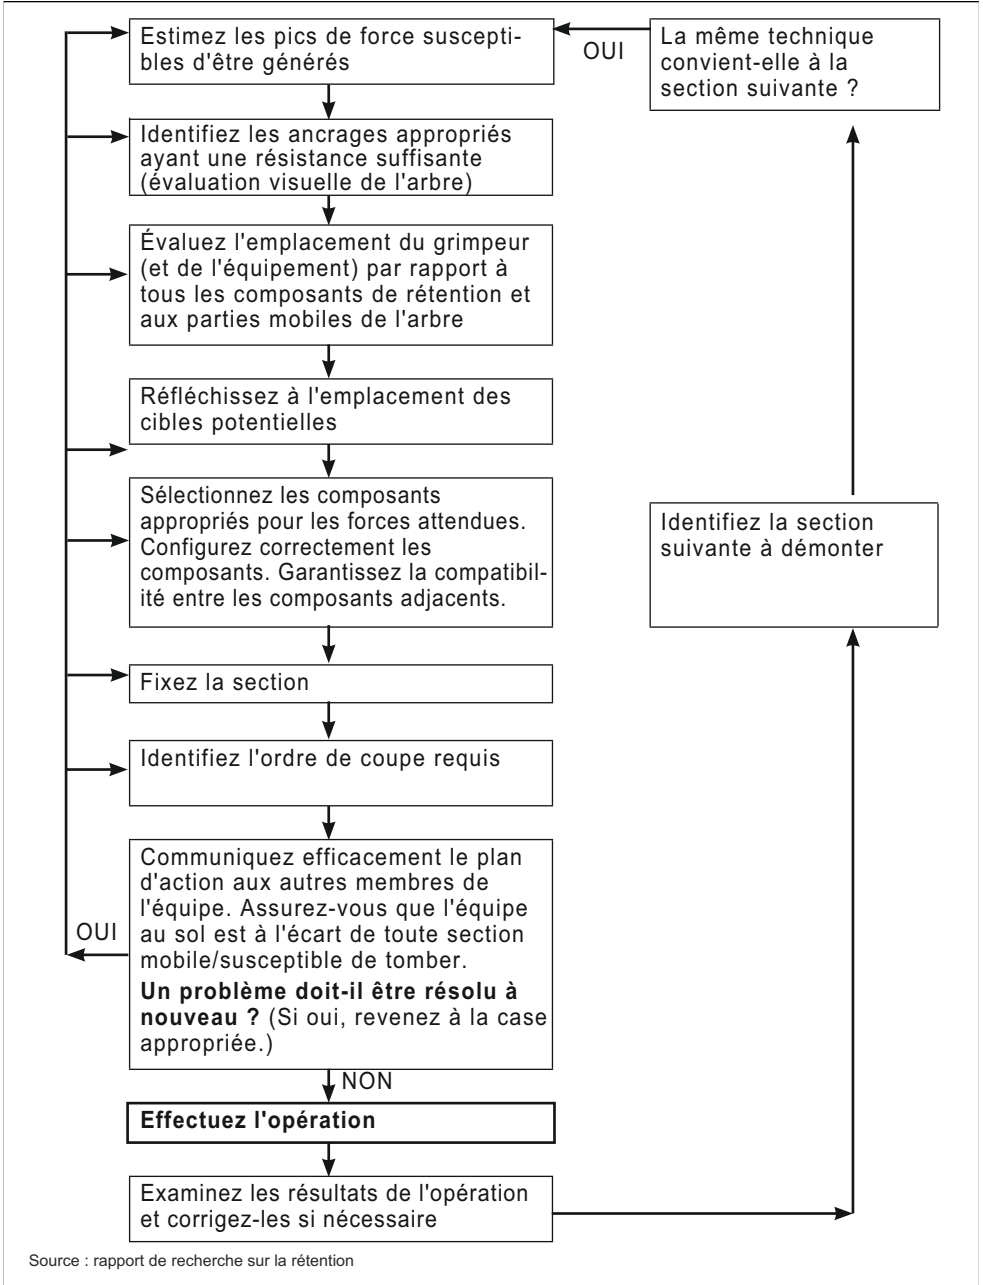 Estimez les pics de force suscepti-
bles d'être générés
OUI
La même technique
convient-elle à la
section suivante ?
Identifiez les ancrages appropriés
ayant une résistance suffisante
(évaluation visuelle de l'arbre)
Évaluez l'emplacement du grimpeur
(et de l'équipement) par rapport à
tous les composants de rétention et
aux parties mobiles de l'arbre
Réfléchissez à l'emplacement des
cibles potentielles
Sélectionnez les composants
appropriés pour les forces attendues.
Configurez correctement les
composants. Garantissez la compatibil-
ité entre les composants adjacents.
Identifiez la section
suivante à démonter
Fixez la section
Identifiez l'ordre de coupe requis
Communiquez efficacement le plan
d'action aux autres membres de
l'équipe. Assurez-vous que l'équipe
au sol est à l'écart de toute section
mobile/susceptible de tomber.
Un problème doit-il être résolu à
nouveau ? (Si oui, revenez à la case
appropriée.)
OUI
NON
Effectuez l'opération
Examinez les résultats de l'opération
et corrigez-les si nécessaire
Source : rapport de recherche sur la rétention